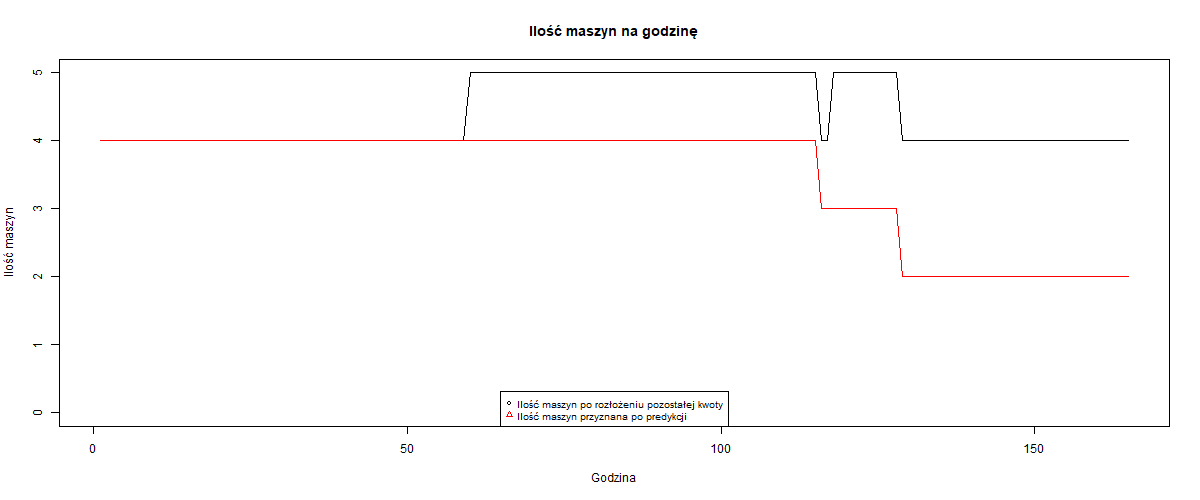 Ilość maszyn na godzinę
Ilość maszyn
5
4
3
2
1
0
Ilość maszyn po rozłożeniu pozostałej kwoty
Ilość maszyn przyznana po predykcji
0 50 100 150
Godzina